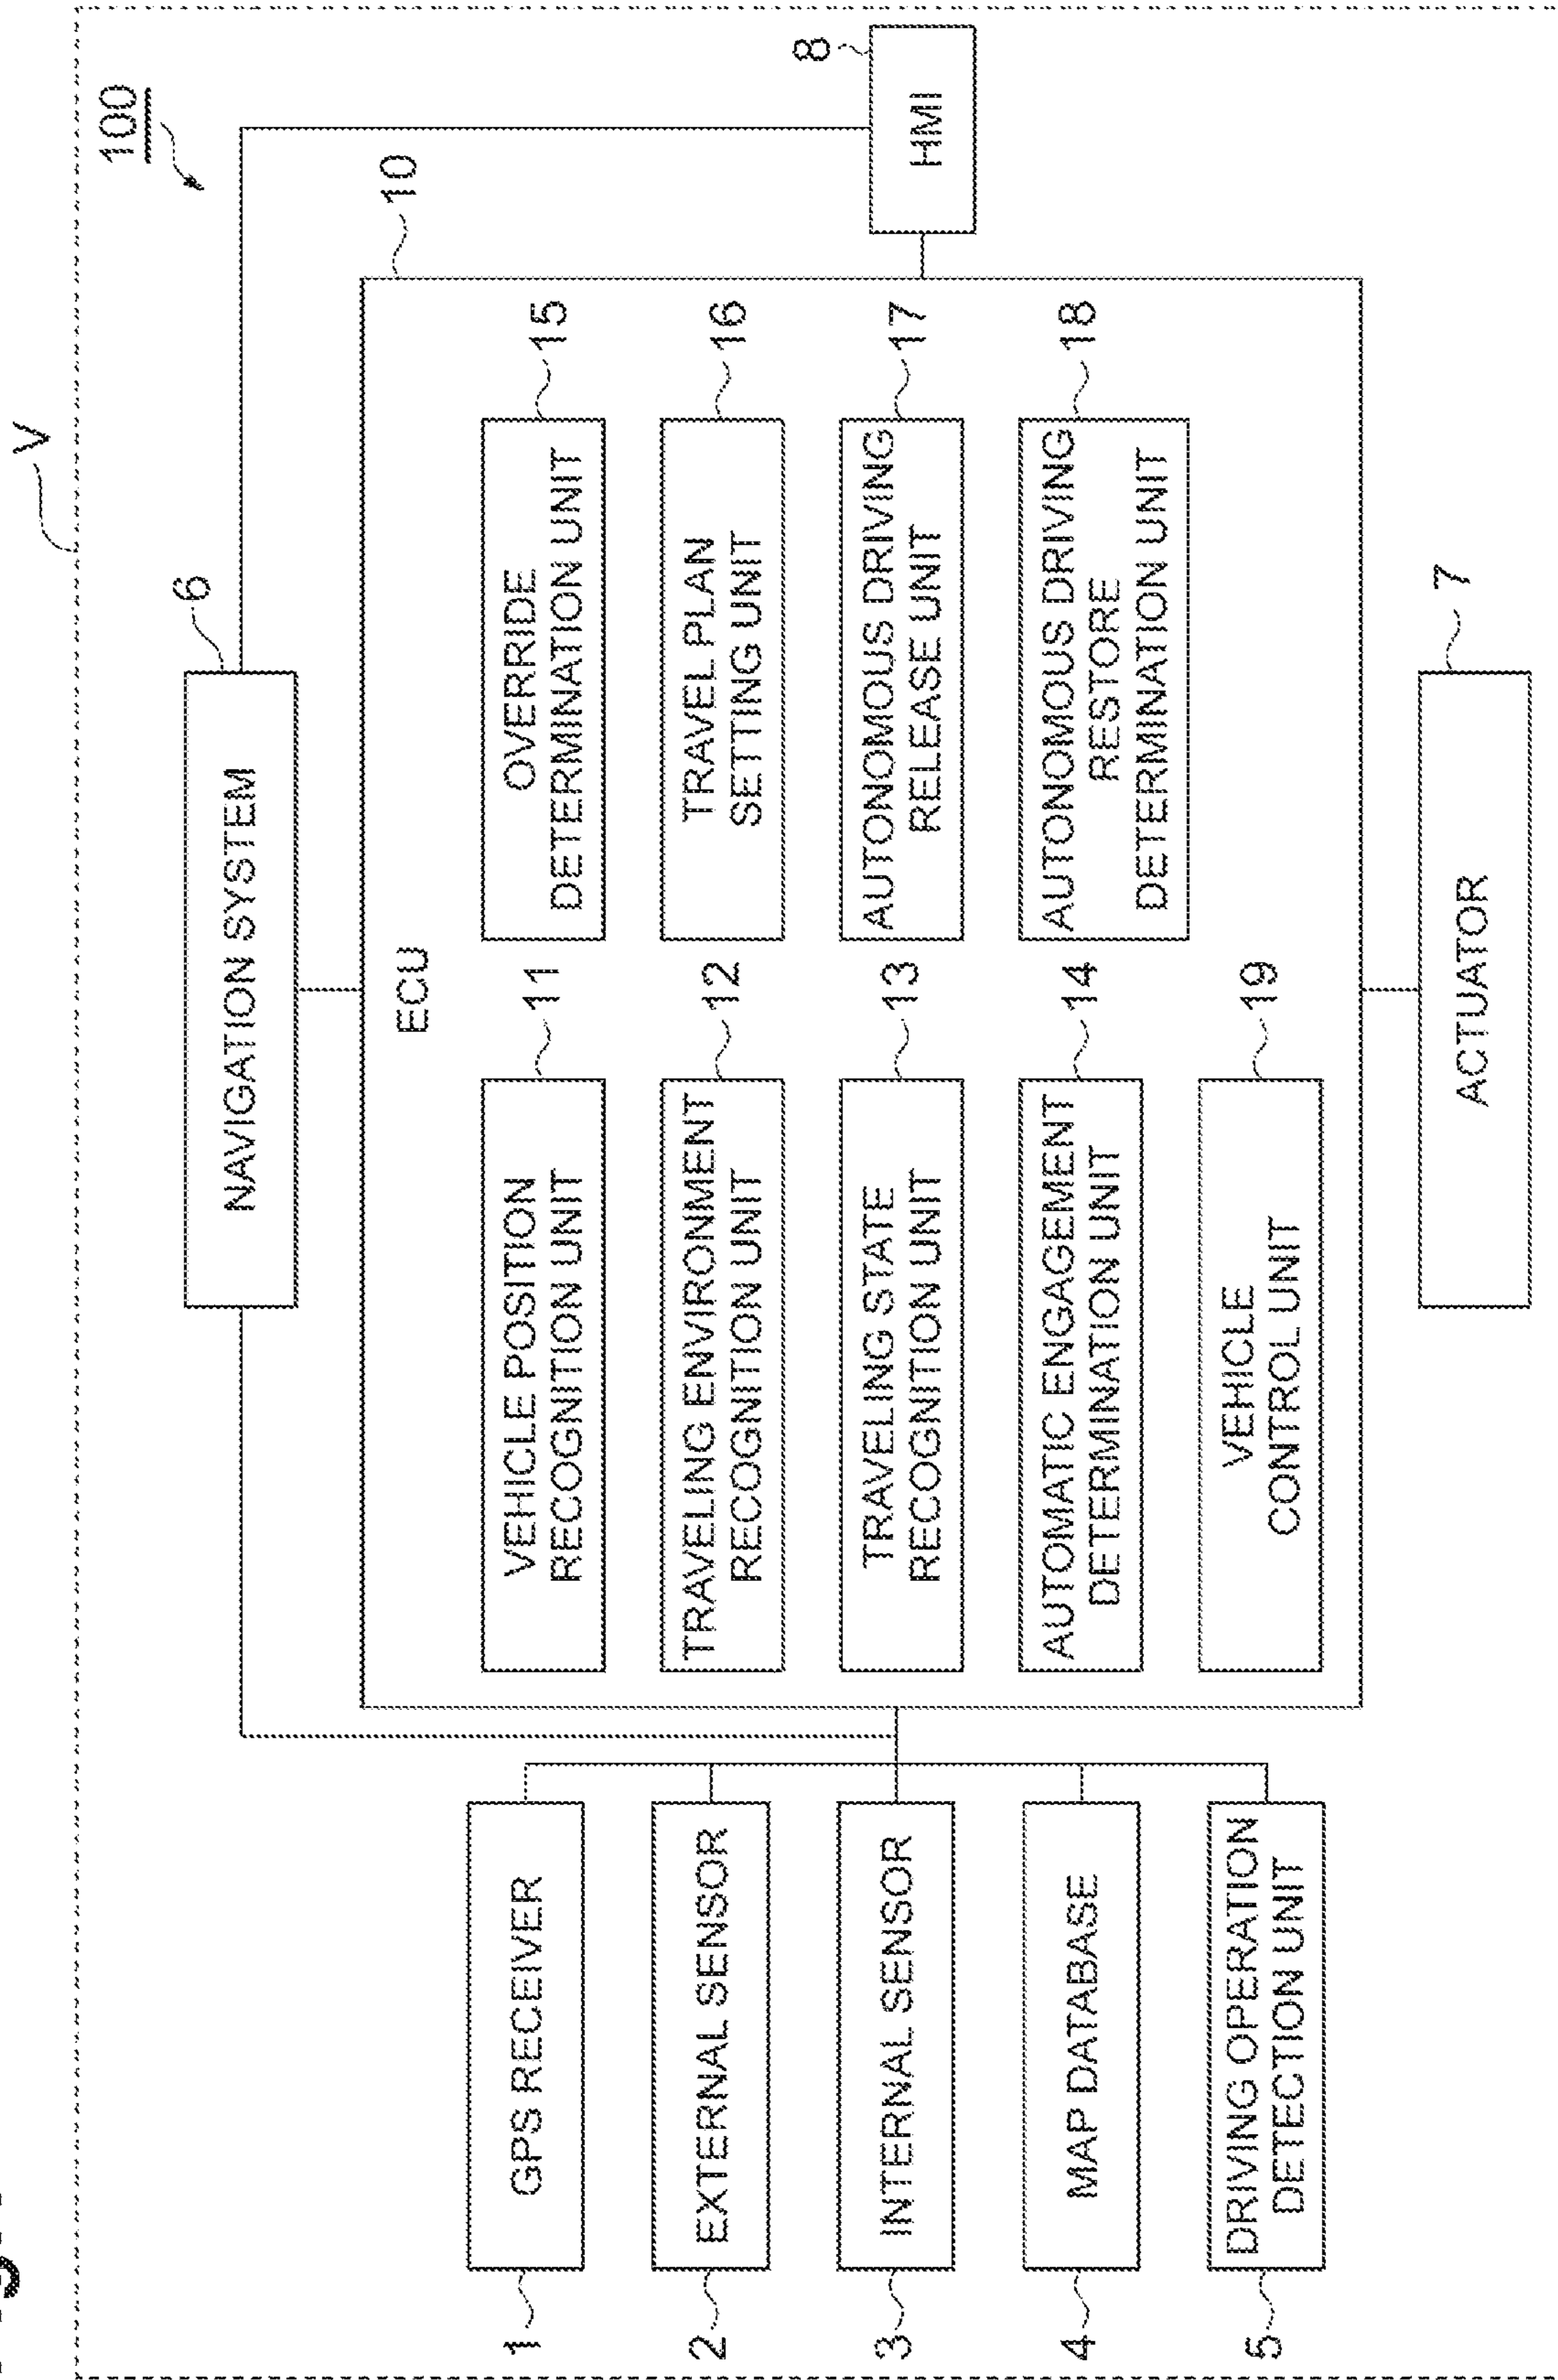 V
100
NAVIGATION SYSTEM
6
10
ECU
GPS RECEIVER
1
EXTERNAL SENSOR
2
INTERNAL SENSOR
3
MAP DATABASE
4
DRIVING OPERATION
DETECTION UNIT
5
VEHICLE POSITION
RECOGNITION UNIT
11
TRAVELING ENVIRONMENT
RECOGNITION UNIT
12
TRAVELING STATE
RECOGNITION UNIT
13
AUTOMATIC ENGAGEMENT
DETERMINATION UNIT
14
VEHICLE
CONTROL UNIT
19
OVERRIDE
DETERMINATION UNIT
15
TRAVEL PLAN
SETTING UNIT
16
AUTONOMOUS DRIVING
RELEASE UNIT
17
AUTONOMOUS DRIVING
RESTORE
DETERMINATION UNIT
18
HMI
8
ACTUATOR
7